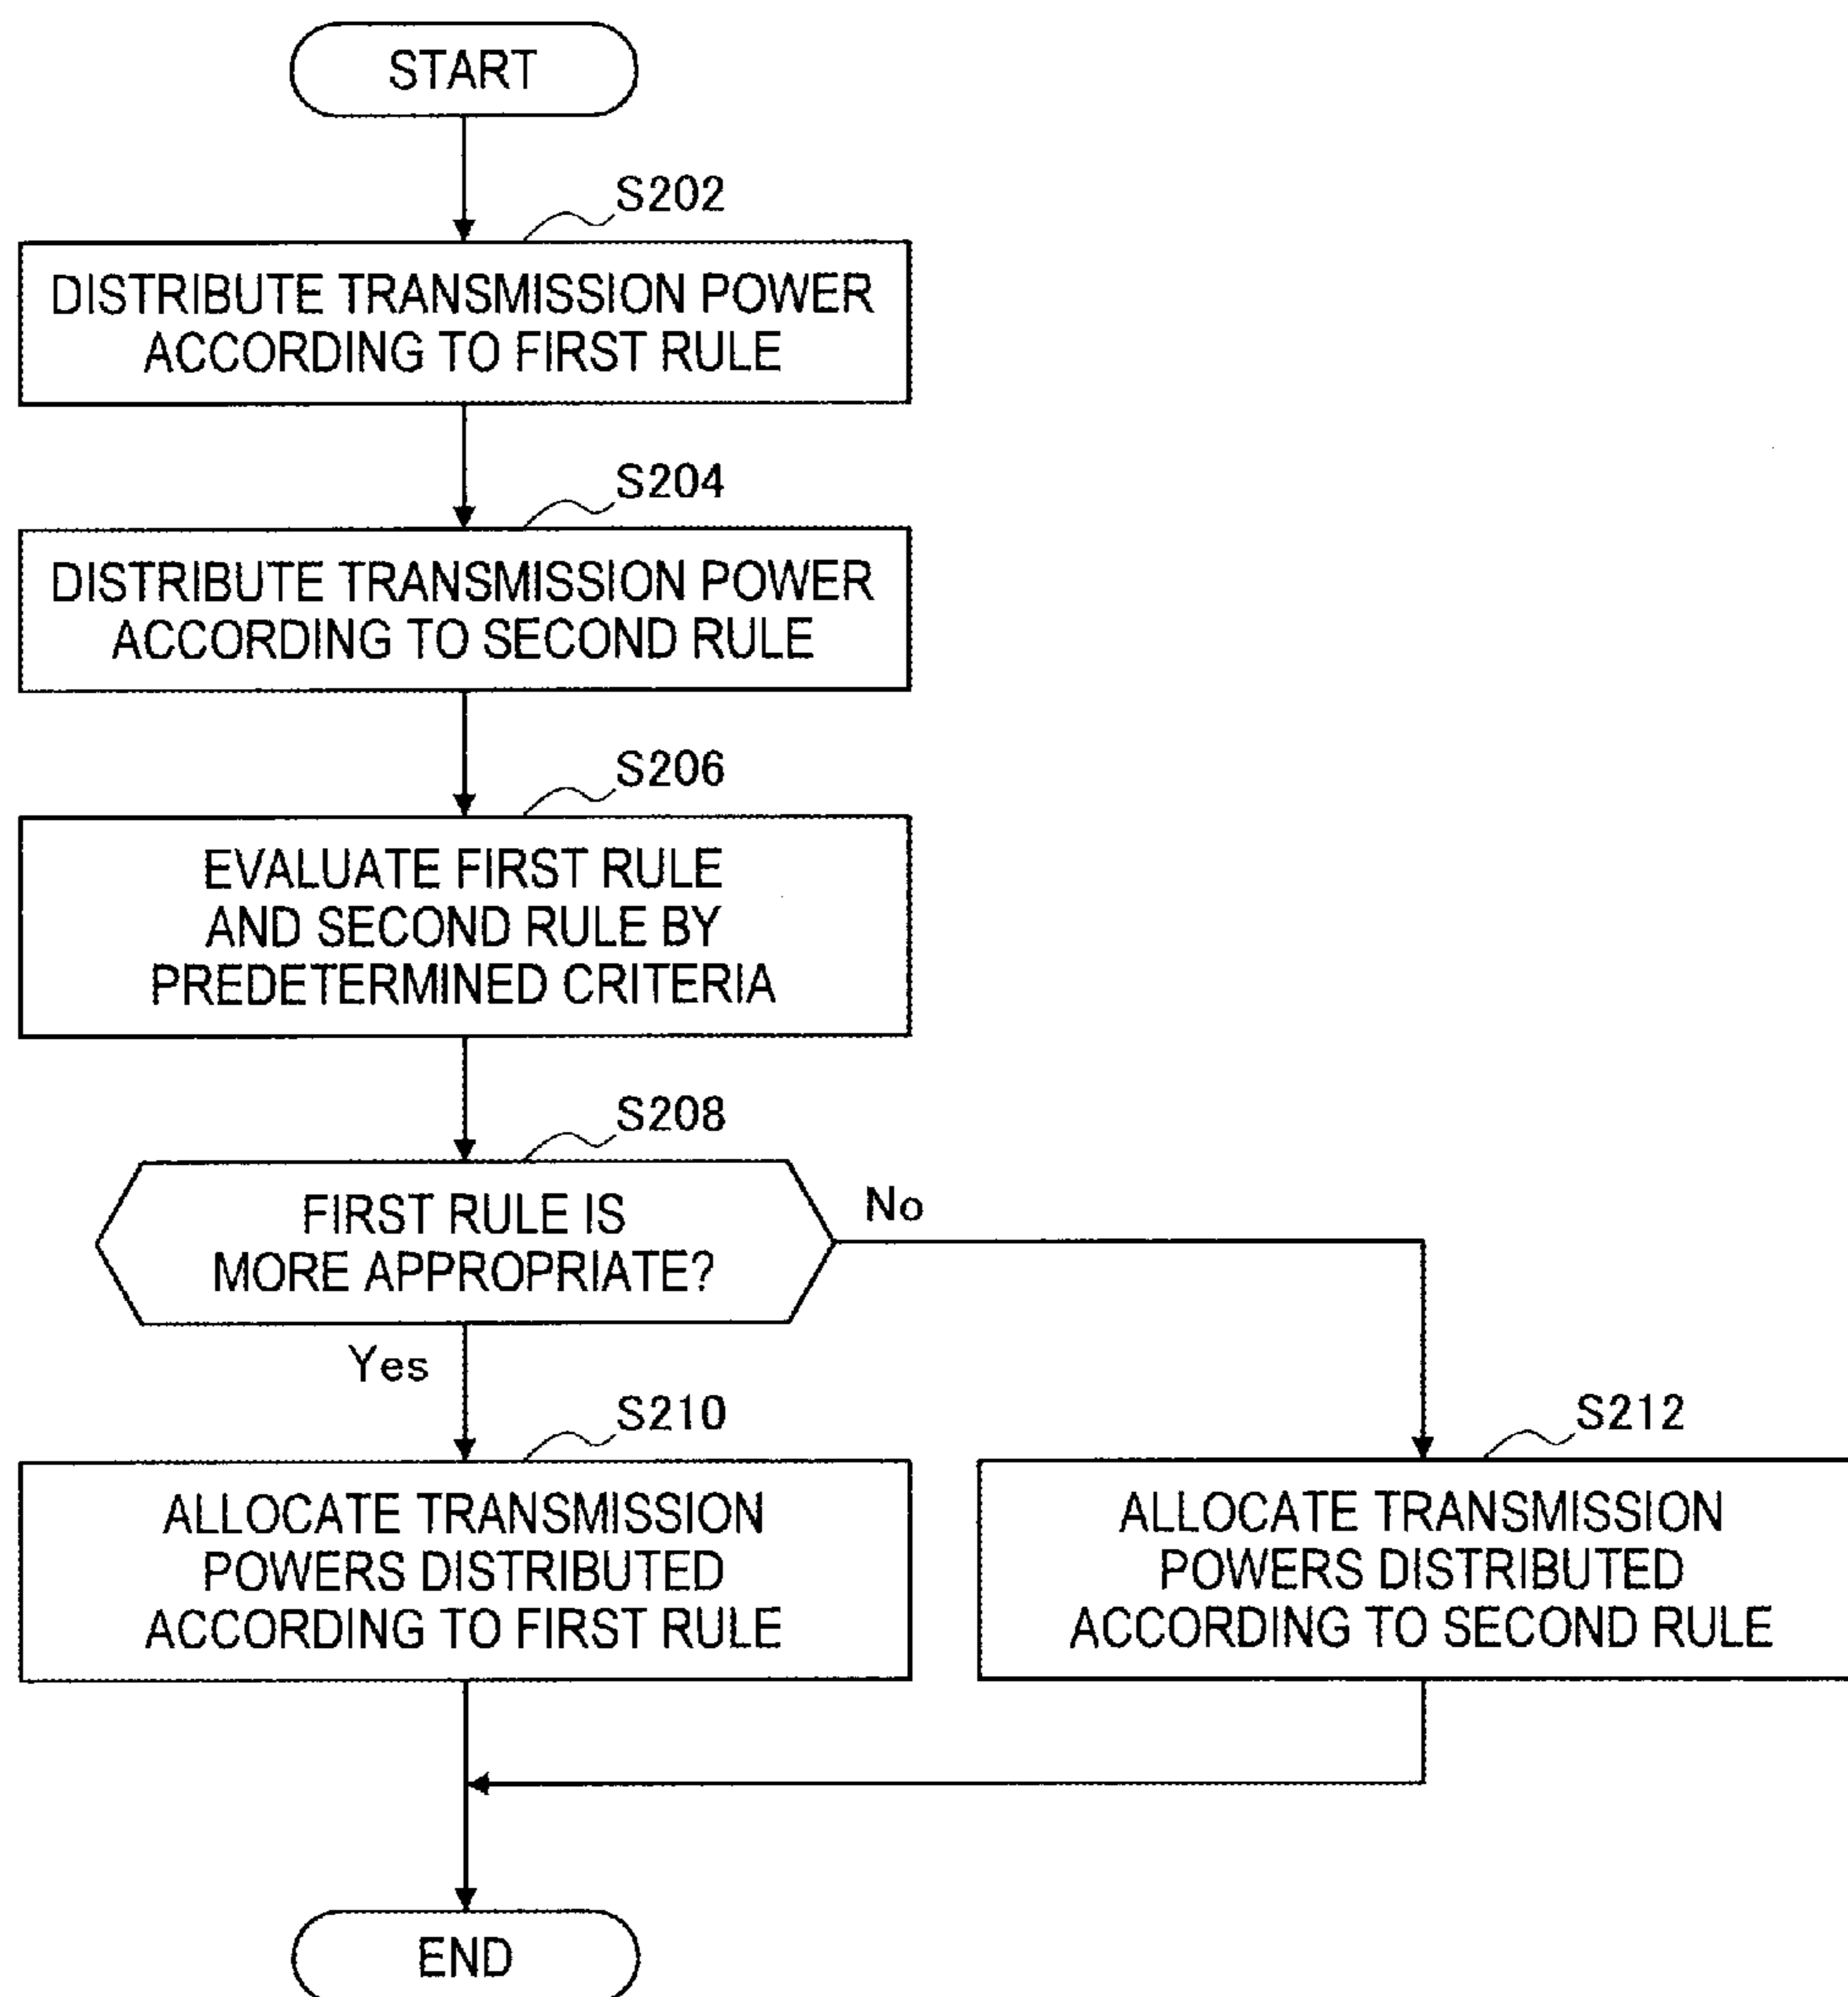 START
S202
DISTRIBUTE TRANSMISSION POWER
ACCORDING TO FIRST RULE
S204
DISTRIBUTE TRANSMISSION POWER
ACCORDING TO SECOND RULE
S206
EVALUATE FIRST RULE
AND SECOND RULE BY
PREDETERMINED CRITERIA
S208
FIRST RULE IS
MORE APPROPRIATE?
No
Yes
S210
ALLOCATE TRANSMISSION
POWERS DISTRIBUTED
ACCORDING TO FIRST RULE
S212
ALLOCATE TRANSMISSION
POWERS DISTRIBUTED
ACCORDING TO SECOND RULE
END